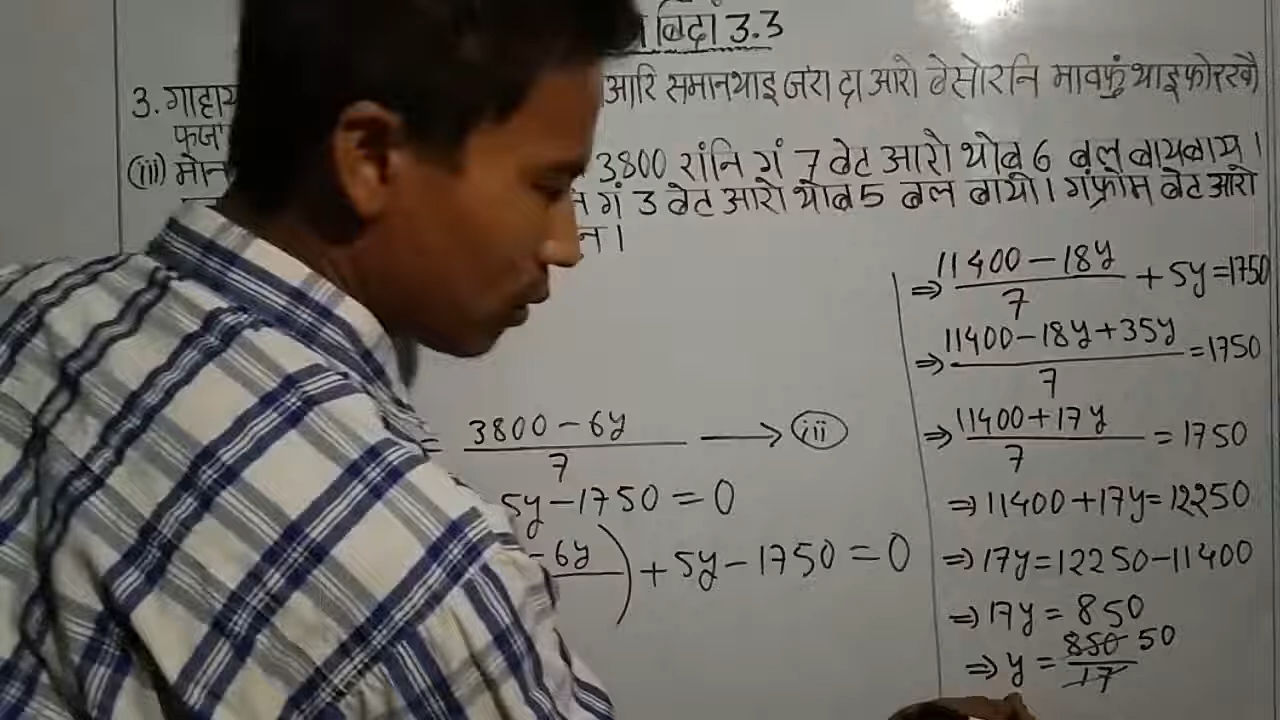 बिदां 3.3
3. गाहाय आरि समानथाइ जरा दा आरो बेसोरनि मावफुंथाइफोरखौ
(iii) 3800 रांनि गं 7 बेट आरो थोब 6 बल बायबाय।
गं 3 बेट आरो थोब 5 बल बायो। गंफ्रोम बेट आरो
न।
⇒ (11400 − 18y)/7 + 5y = 1750
⇒ (11400 − 18y + 35y)/7 = 1750
⇒ (11400 + 17y)/7 = 1750
⇒ 11400 + 17y = 12250
⇒ 17y = 12250 − 11400
⇒ 17y = 850
⇒ y = 850/17 50
= (3800 − 6y)/7 ⟶ (iii)
5y − 1750 = 0
− 6y) + 5y − 1750 = 0